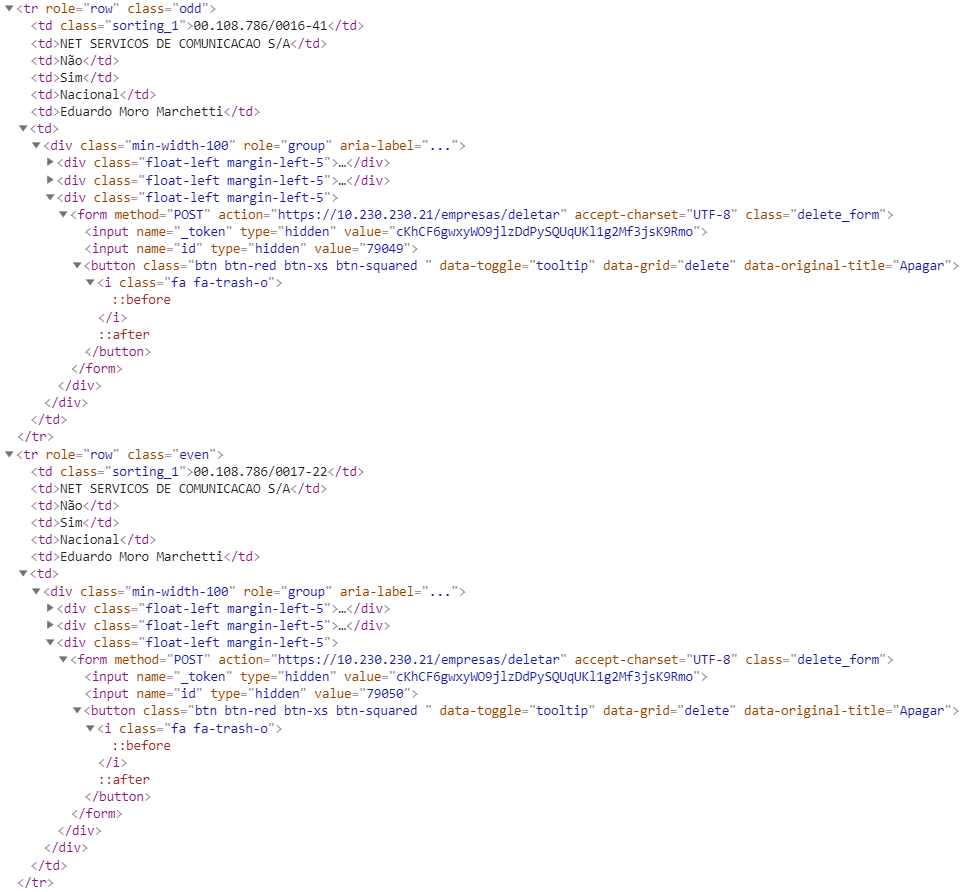 ▼<tr role="row" class="odd">
<td class="sorting_1">00.108.786/0016-41</td>
<td>NET SERVICOS DE COMUNICACAO S/A</td>
<td>Não</td>
<td>Sim</td>
<td>Nacional</td>
<td>Eduardo Moro Marchetti</td>
▼<td>
▼<div class="min-width-100" role="group" aria-label="...">
▶<div class="float-left margin-left-5">…</div>
▶<div class="float-left margin-left-5">…</div>
▼<div class="float-left margin-left-5">
▼<form method="POST" action="https://10.230.230.21/empresas/deletar" accept-charset="UTF-8" class="delete_form">
<input name="_token" type="hidden" value="cKhCF6gwxyWO9jlzDdPySQUqUKl1g2Mf3jsK9Rmo">
<input name="id" type="hidden" value="79049">
▼<button class="btn btn-red btn-xs btn-squared " data-toggle="tooltip" data-grid="delete" data-original-title="Apagar">
▼<i class="fa fa-trash-o">
::before
</i>
::after
</button>
</form>
</div>
</div>
</td>
</tr>
▼<tr role="row" class="even">
<td class="sorting_1">00.108.786/0017-22</td>
<td>NET SERVICOS DE COMUNICACAO S/A</td>
<td>Não</td>
<td>Sim</td>
<td>Nacional</td>
<td>Eduardo Moro Marchetti</td>
▼<td>
▼<div class="min-width-100" role="group" aria-label="...">
▶<div class="float-left margin-left-5">…</div>
▶<div class="float-left margin-left-5">…</div>
▼<div class="float-left margin-left-5">
▼<form method="POST" action="https://10.230.230.21/empresas/deletar" accept-charset="UTF-8" class="delete_form">
<input name="_token" type="hidden" value="cKhCF6gwxyWO9jlzDdPySQUqUKl1g2Mf3jsK9Rmo">
<input name="id" type="hidden" value="79050">
▼<button class="btn btn-red btn-xs btn-squared " data-toggle="tooltip" data-grid="delete" data-original-title="Apagar">
▼<i class="fa fa-trash-o">
::before
</i>
::after
</button>
</form>
</div>
</div>
</td>
</tr>